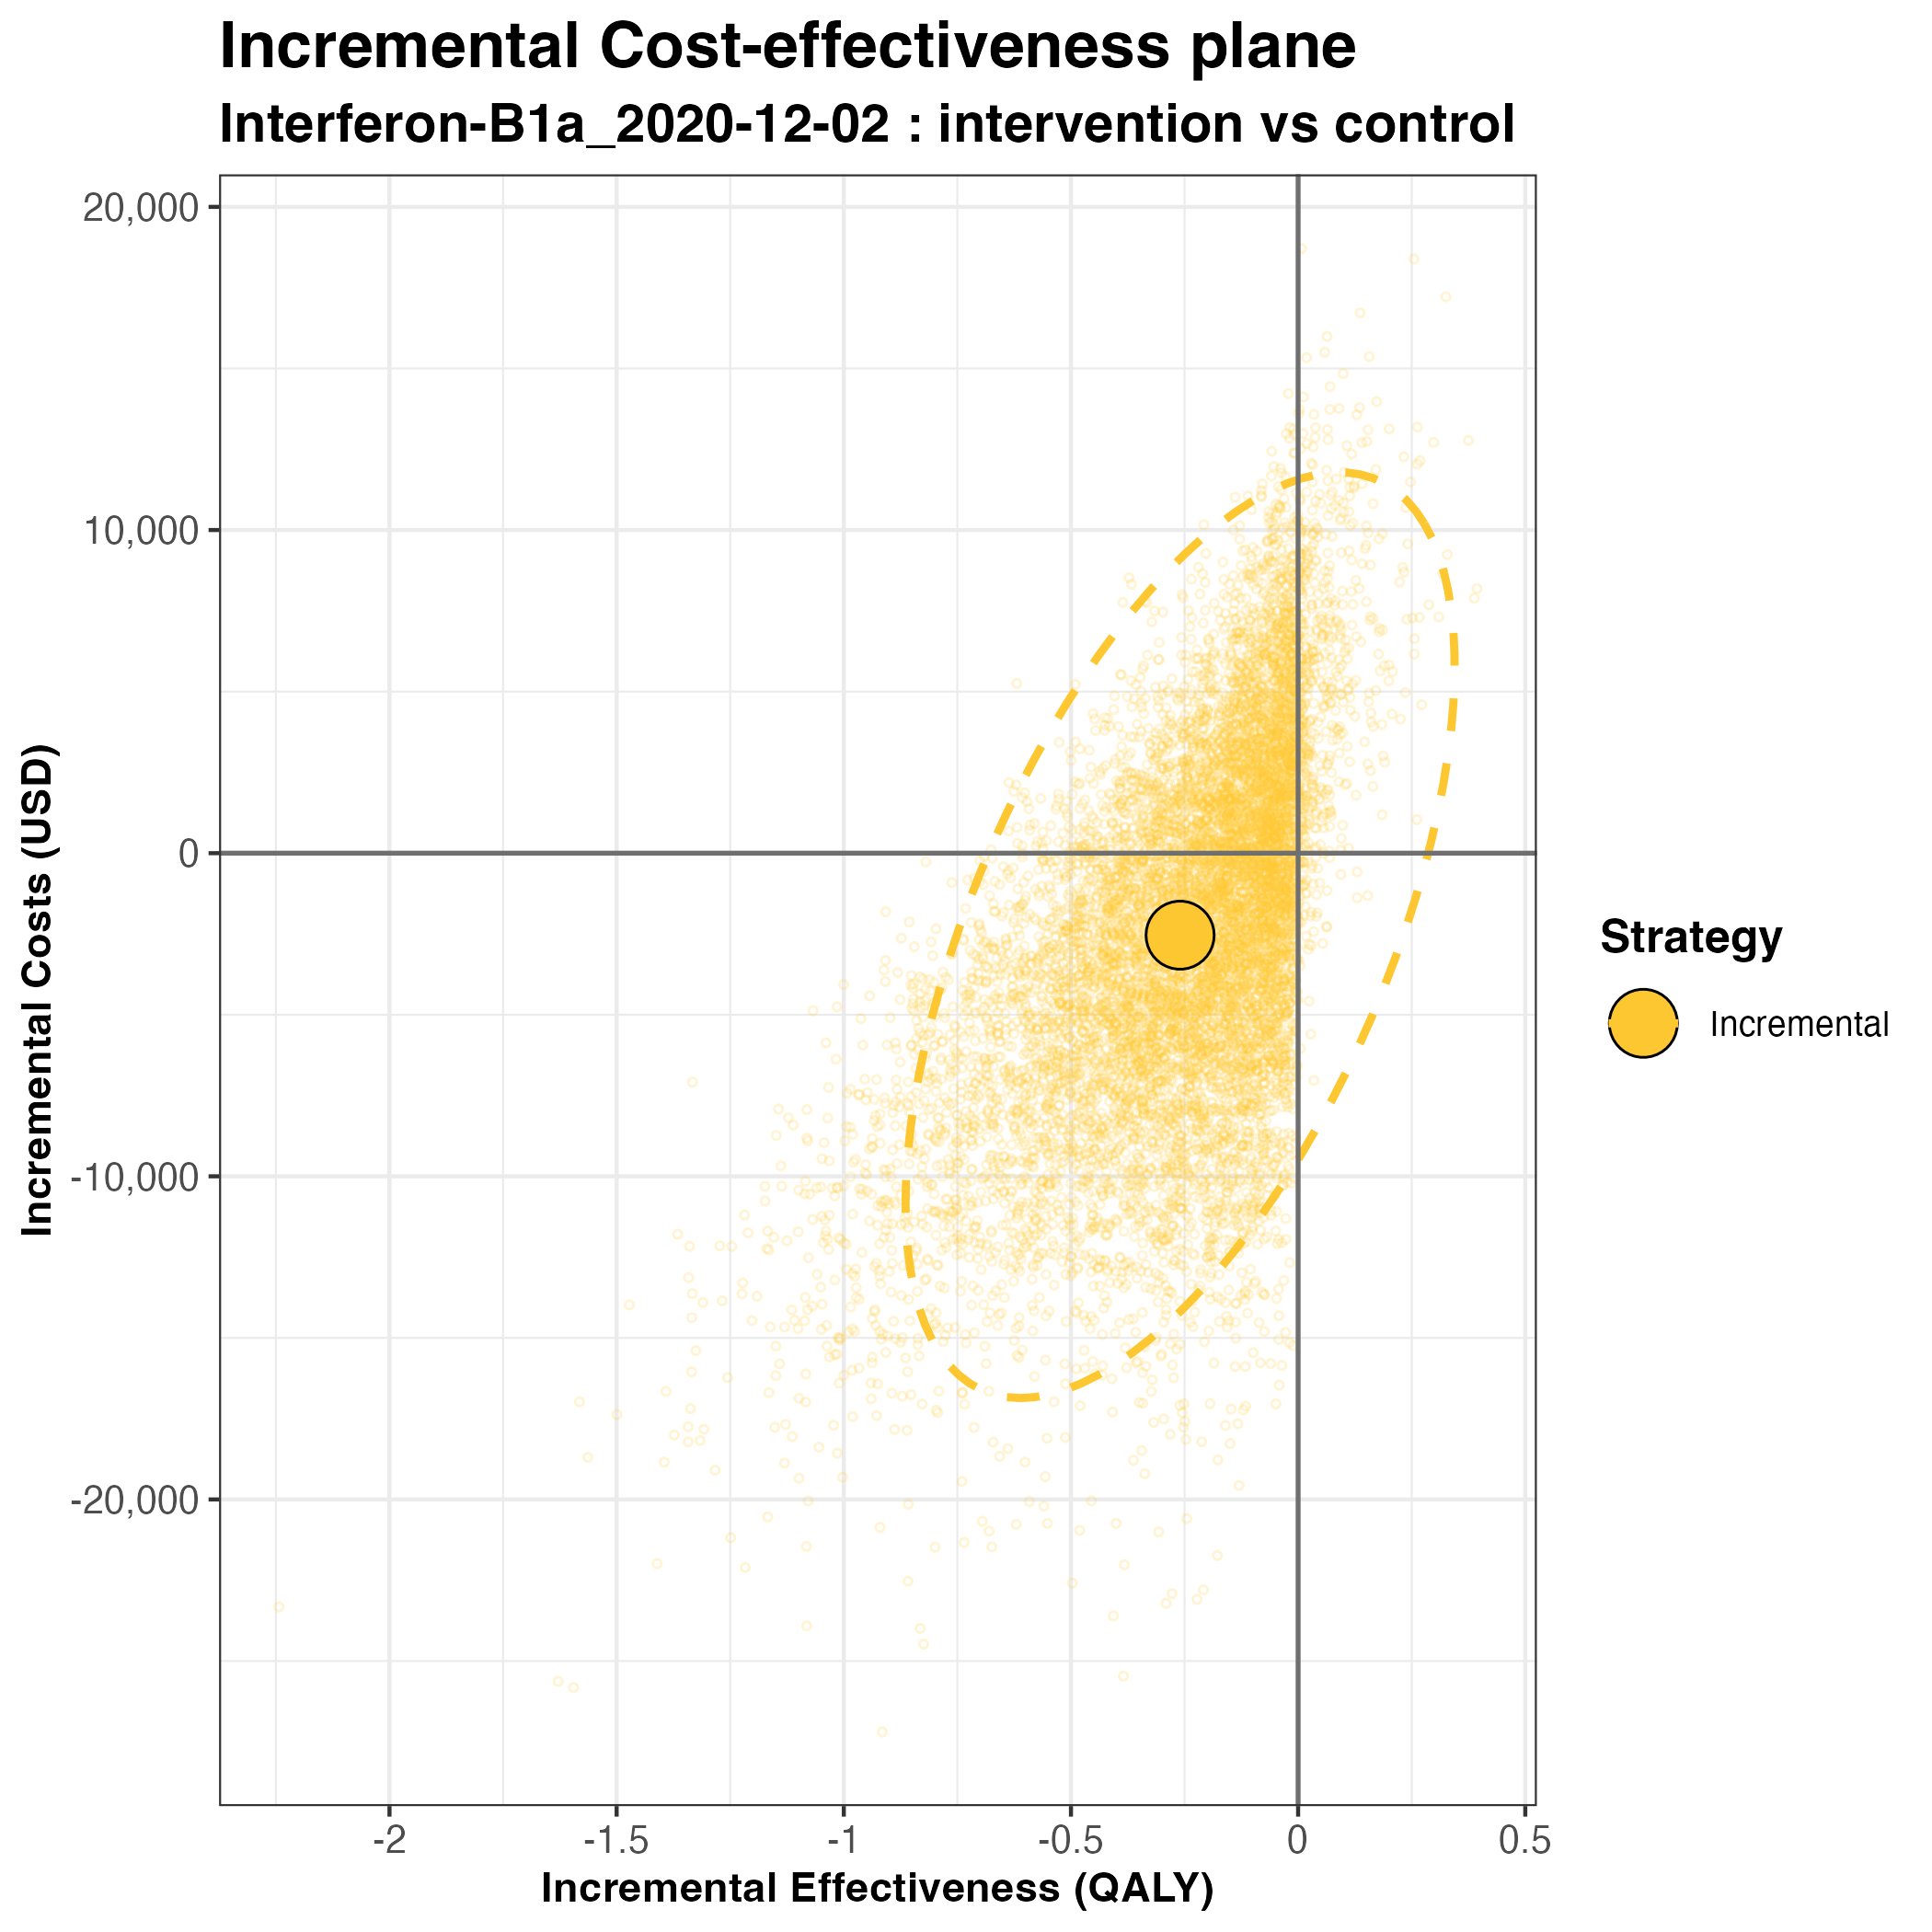 Incremental Cost-effectiveness plane
Interferon-B1a_2020-12-02 : intervention vs control
20,000
10,000
0
-10,000
-20,000
Incremental Costs (USD)
-2
-1.5
-1
-0.5
0
0.5
Incremental Effectiveness (QALY)
Strategy
Incremental